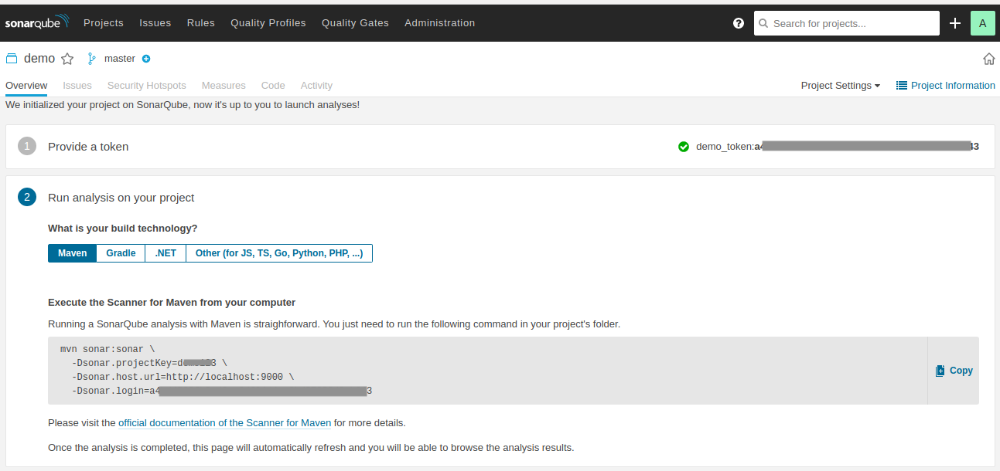 sonarqube Projects Issues Rules Quality Profiles Quality Gates Administration ? Search for projects... A
demo master
Overview Issues Security Hotspots Measures Code Activity Project Settings Project Information
We initialized your project on SonarQube, now it's up to you to launch analyses!
1 Provide a token demo_token:a4 43
2 Run analysis on your project
What is your build technology?
Maven Gradle .NET Other (for JS, TS, Go, Python, PHP, ...)
Execute the Scanner for Maven from your computer
Running a SonarQube analysis with Maven is straighforward. You just need to run the following command in your project's folder.
mvn sonar:sonar \
-Dsonar.projectKey=d 3 \
-Dsonar.host.url=http://localhost:9000 \
Copy
-Dsonar.login=a4 3
Please visit the official documentation of the Scanner for Maven for more details.
Once the analysis is completed, this page will automatically refresh and you will be able to browse the analysis results.